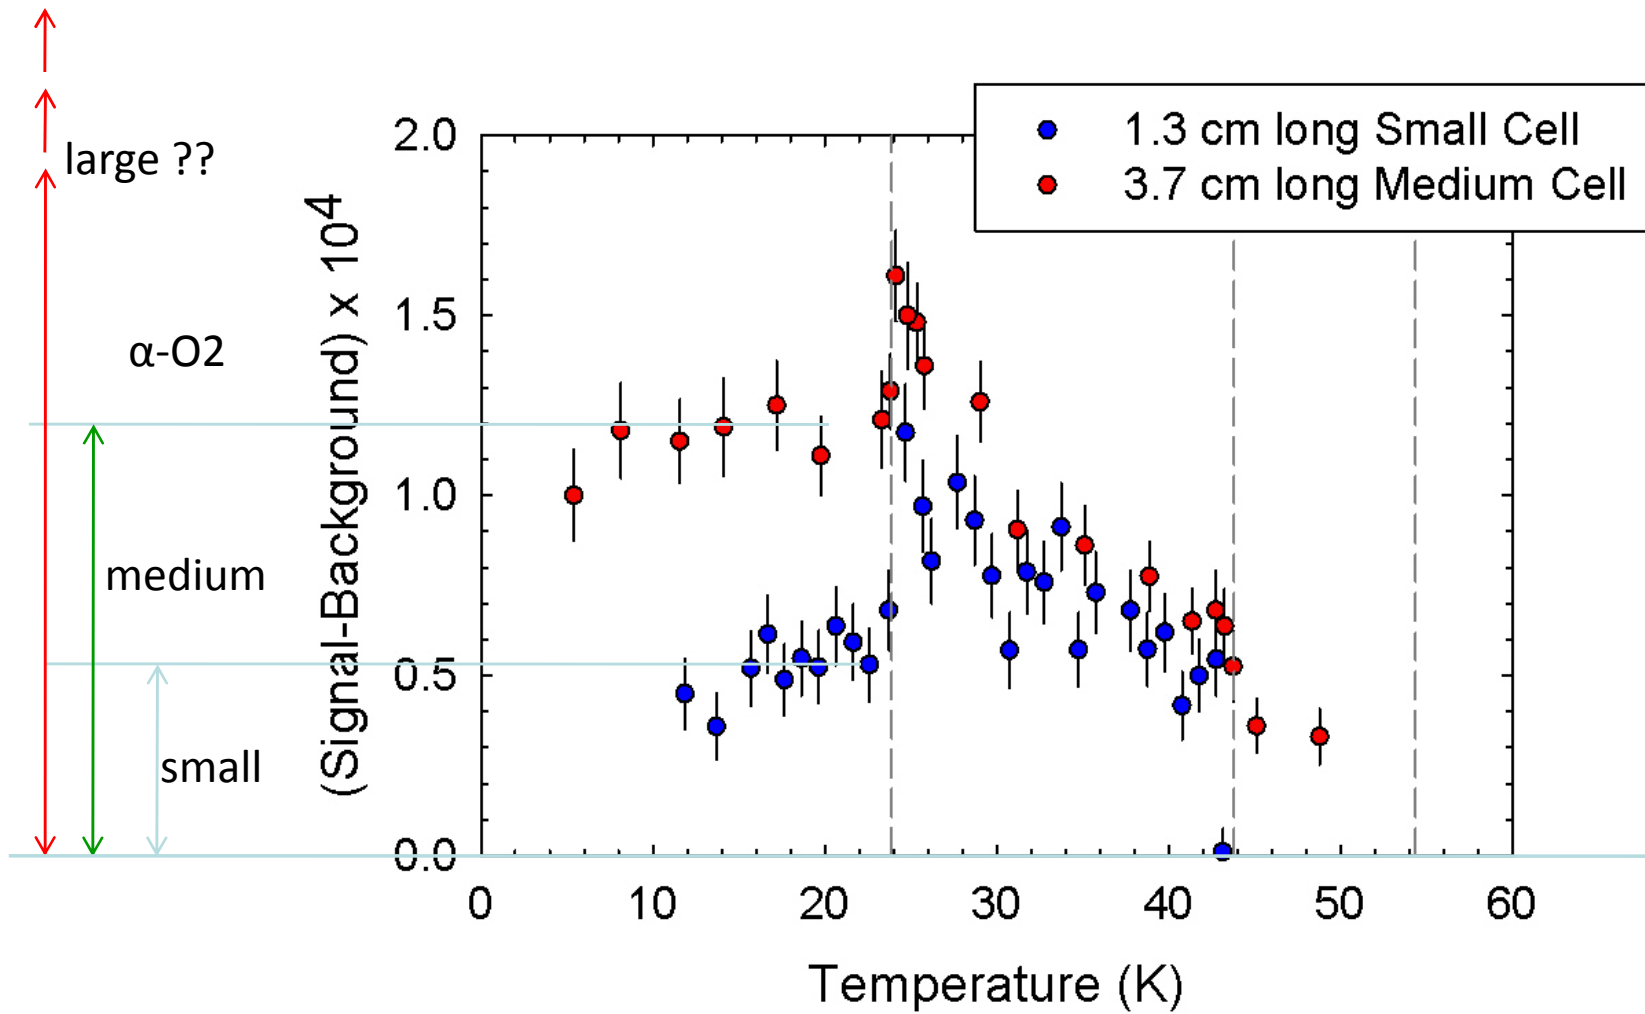 large ??
α-O2
medium
small
(Signal-Background) x 10⁴
2.0
1.5
1.0
0.5
0.0
1.3 cm long Small Cell
3.7 cm long Medium Cell
0 10 20 30 40 50 60
Temperature (K)